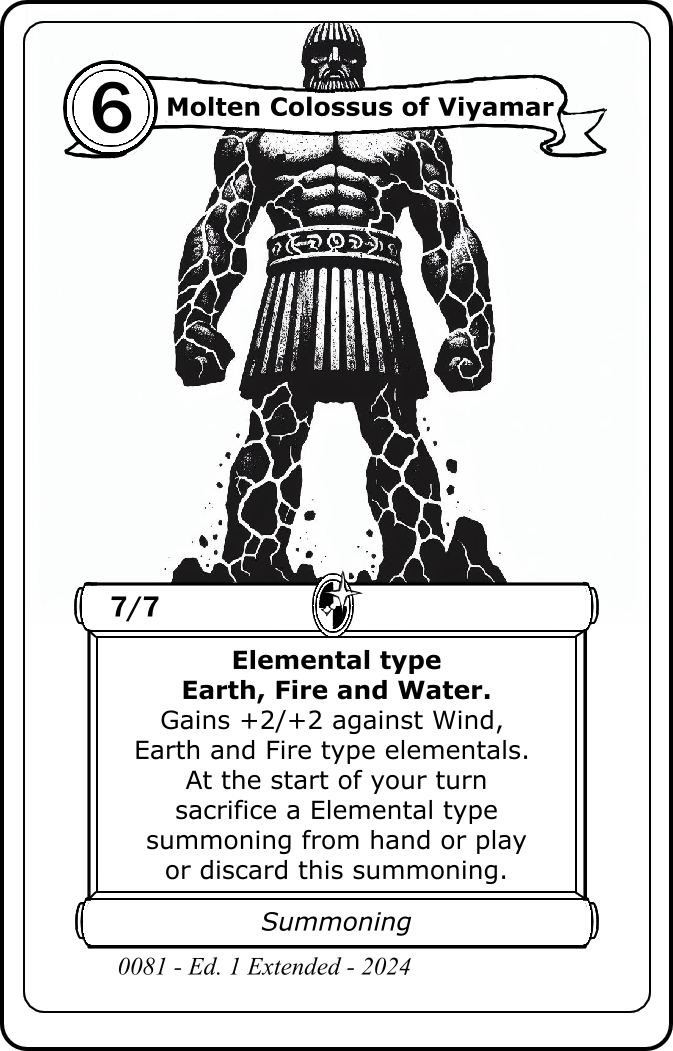 6
Molten Colossus of Viyamar
7/7
Elemental type
Earth, Fire and Water.
Gains +2/+2 against Wind,
Earth and Fire type elementals.
At the start of your turn
sacrifice a Elemental type
summoning from hand or play
or discard this summoning.
Summoning
0081 - Ed. 1 Extended - 2024